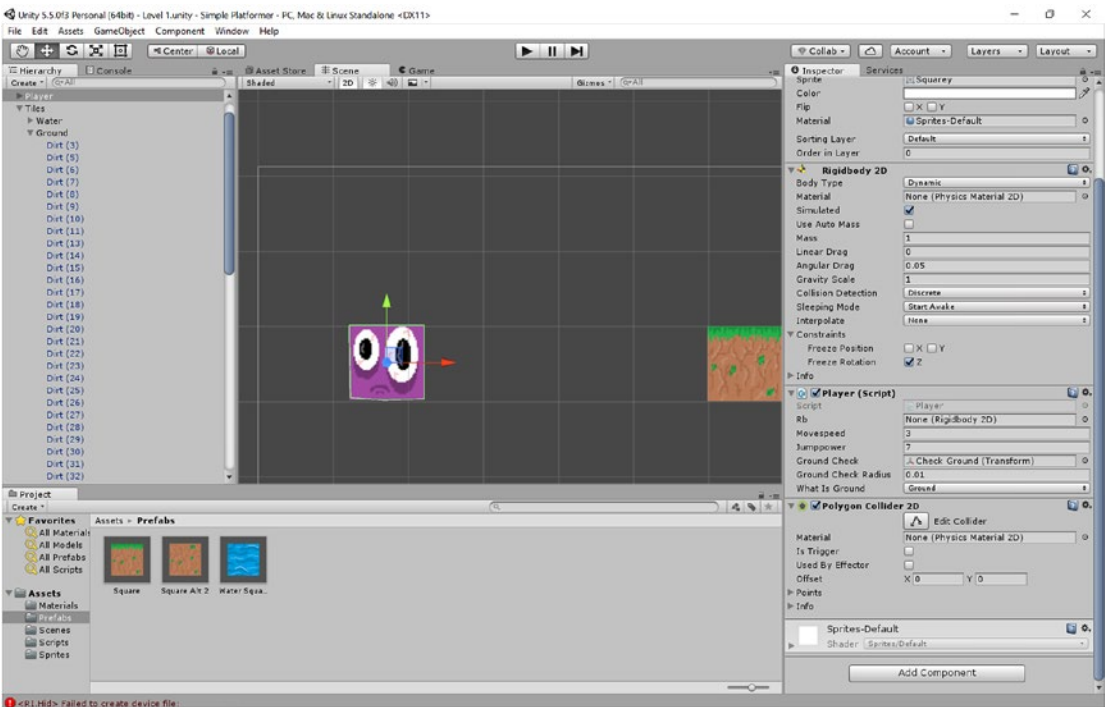 Unity 5.5.0f3 Personal (64bit) - Level 1.unity - Simple Platformer - PC, Mac & Linux Standalone <DX11>
File Edit Assets GameObject Component Window Help
Center Local
Collab Account Layers Layout
Hierarchy Console
Create All
Player
Tiles
Water
Ground
Dirt (3)
Dirt (5)
Dirt (6)
Dirt (7)
Dirt (8)
Dirt (9)
Dirt (10)
Dirt (11)
Dirt (13)
Dirt (14)
Dirt (15)
Dirt (16)
Dirt (17)
Dirt (18)
Dirt (19)
Dirt (20)
Dirt (21)
Dirt (22)
Dirt (23)
Dirt (24)
Dirt (25)
Dirt (26)
Dirt (27)
Dirt (28)
Dirt (29)
Dirt (30)
Dirt (31)
Dirt (32)
Asset Store Scene Game
Shaded 2D Gizmos All
Inspector Services
Sprite Squarey
Color
Flip X Y
Material Sprites-Default
Sorting Layer Default
Order in Layer 0
Rigidbody 2D
Body Type Dynamic
Material None (Physics Material 2D)
Simulated
Use Auto Mass
Mass 1
Linear Drag 0
Angular Drag 0.05
Gravity Scale 1
Collision Detection Discrete
Sleeping Mode Start Awake
Interpolate None
Constraints
Freeze Position X Y
Freeze Rotation Z
Info
Player (Script)
Script Player
Rb None (Rigidbody 2D)
Movespeed 3
Jumppower 7
Ground Check Check Ground (Transform)
Ground Check Radius 0.01
What Is Ground Ground
Polygon Collider 2D
Edit Collider
Material None (Physics Material 2D)
Is Trigger
Used By Effector
Offset X 0 Y 0
Points
Info
Sprites-Default
Shader Sprites/Default
Add Component
Project
Create
Favorites
All Materials
All Models
All Prefabs
All Scripts
Assets
Materials
Prefabs
Scenes
Scripts
Sprites
Assets Prefabs
Square Square Alt 2 Water Squa...
<RI.Hid> Failed to create device file: